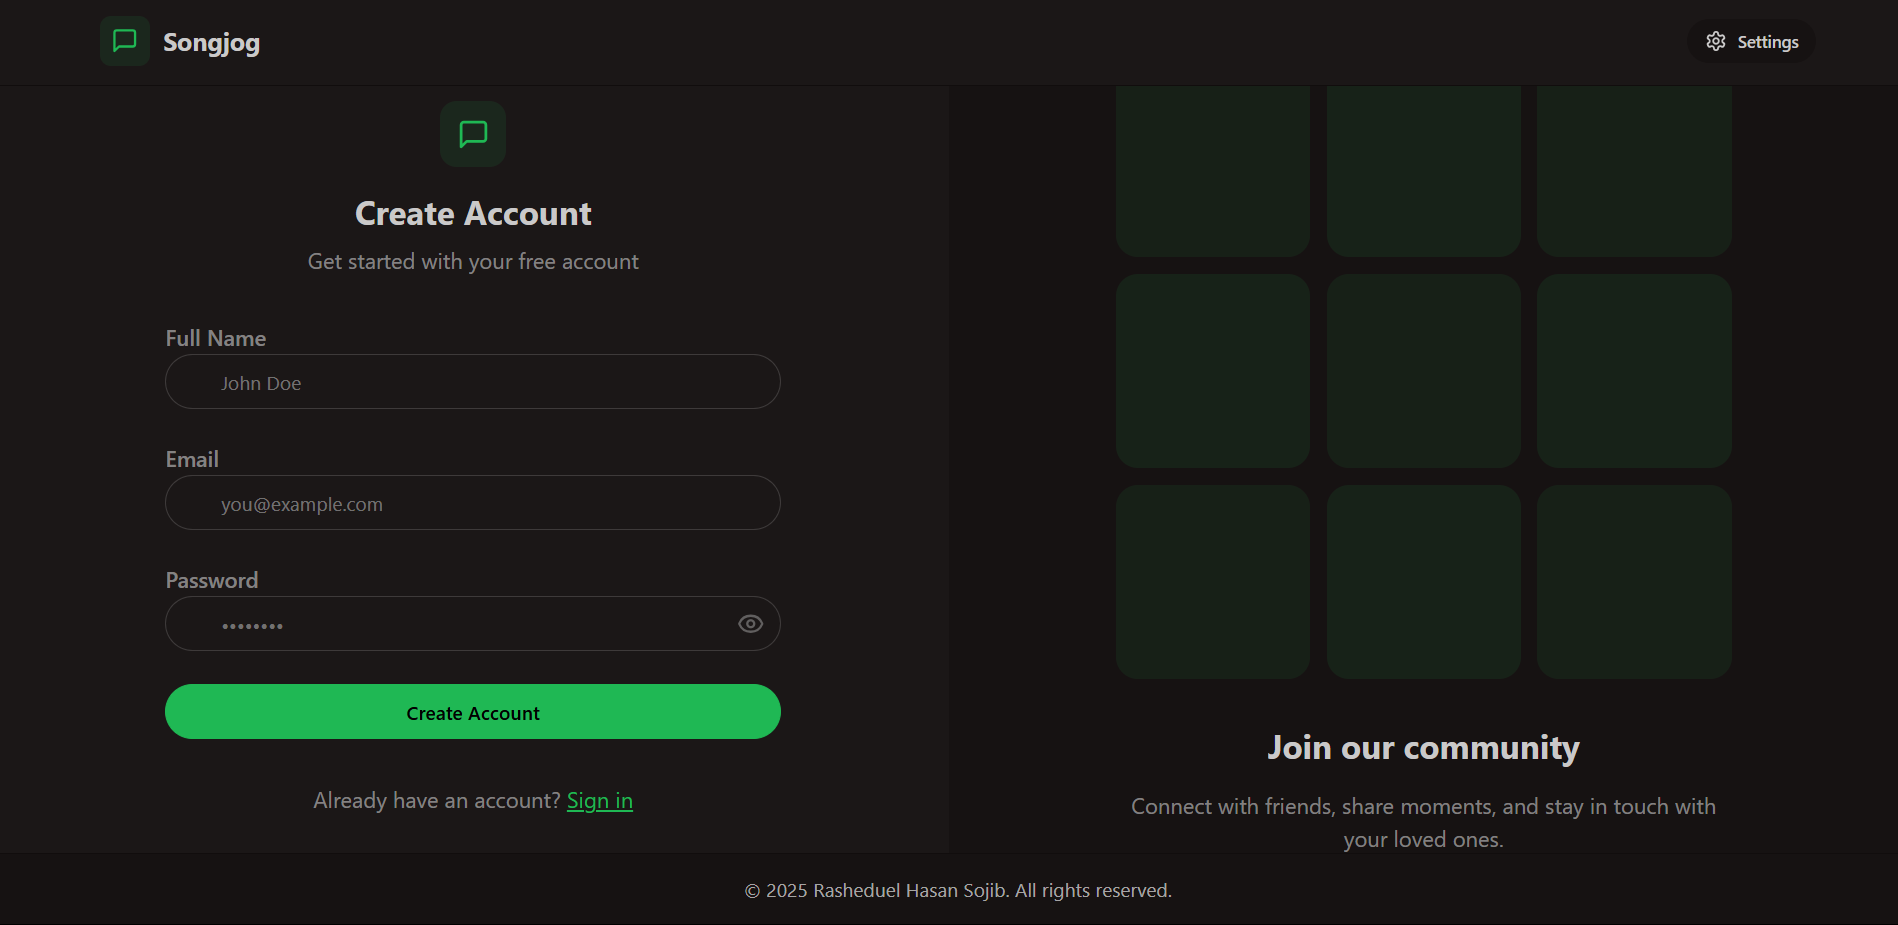 Songjog
Settings
Create Account
Get started with your free account
Full Name
John Doe
Email
you@example.com
Password
••••••••
Create Account
Already have an account? Sign in
Join our community
Connect with friends, share moments, and stay in touch with
your loved ones.
© 2025 Rasheduel Hasan Sojib. All rights reserved.